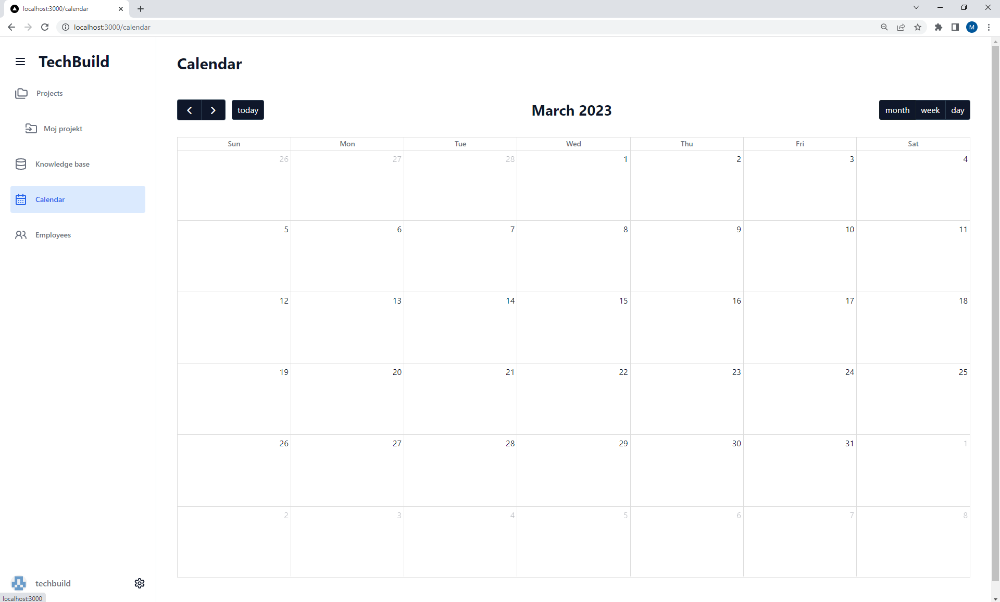 localhost:3000/calendar
localhost:3000/calendar
M
TechBuild
Projects
Moj projekt
Knowledge base
Calendar
Employees
techbuild
localhost:3000
Calendar
today
March 2023
month week day
Sun Mon Tue Wed Thu Fri Sat
26 27 28 1 2 3 4
5 6 7 8 9 10 11
12 13 14 15 16 17 18
19 20 21 22 23 24 25
26 27 28 29 30 31 1
2 3 4 5 6 7 8